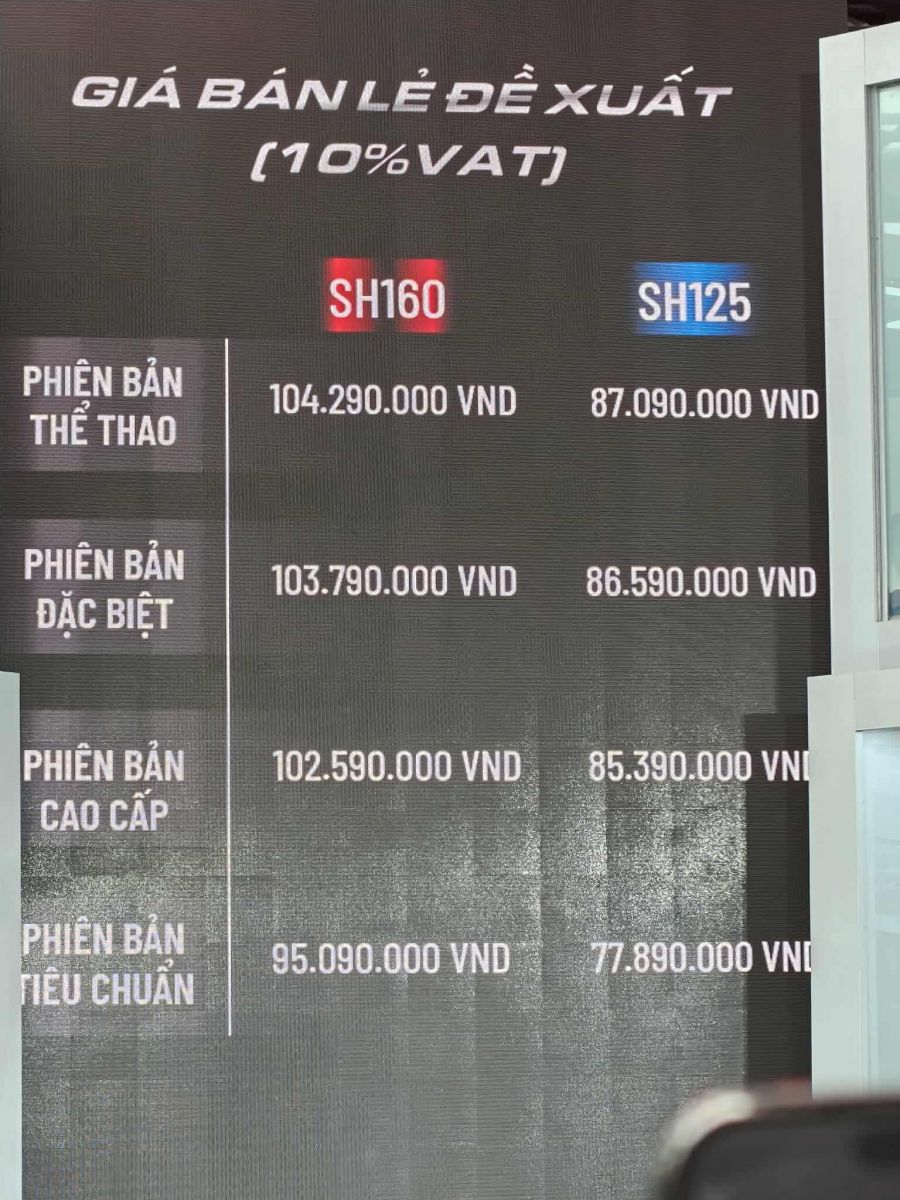 GIÁ BÁN LẺ ĐỀ XUẤT
(10%VAT)
SH160 SH125
PHIÊN BẢN
THỂ THAO
104.290.000 VND 87.090.000 VND
PHIÊN BẢN
ĐẶC BIỆT
103.790.000 VND 86.590.000 VND
PHIÊN BẢN
CAO CẤP
102.590.000 VND 85.390.000 VND
PHIÊN BẢN
TIÊU CHUẨN
95.090.000 VND 77.890.000 VND